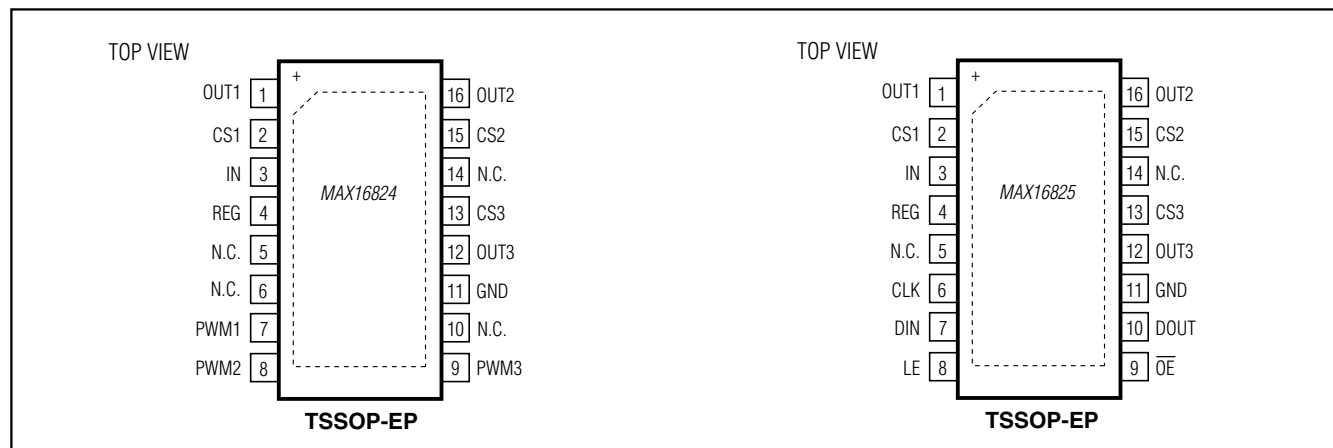 TOP VIEW
+
OUT1 1
16 OUT2
CS1 2
15 CS2
IN 3
14 N.C.
MAX16824
REG 4
13 CS3
N.C. 5
12 OUT3
N.C. 6
11 GND
PWM1 7
10 N.C.
PWM2 8
9 PWM3
TSSOP-EP
TOP VIEW
+
OUT1 1
16 OUT2
CS1 2
15 CS2
IN 3
14 N.C.
MAX16825
REG 4
13 CS3
N.C. 5
12 OUT3
CLK 6
11 GND
DIN 7
10 DOUT
LE 8
9 O̅E̅
TSSOP-EP